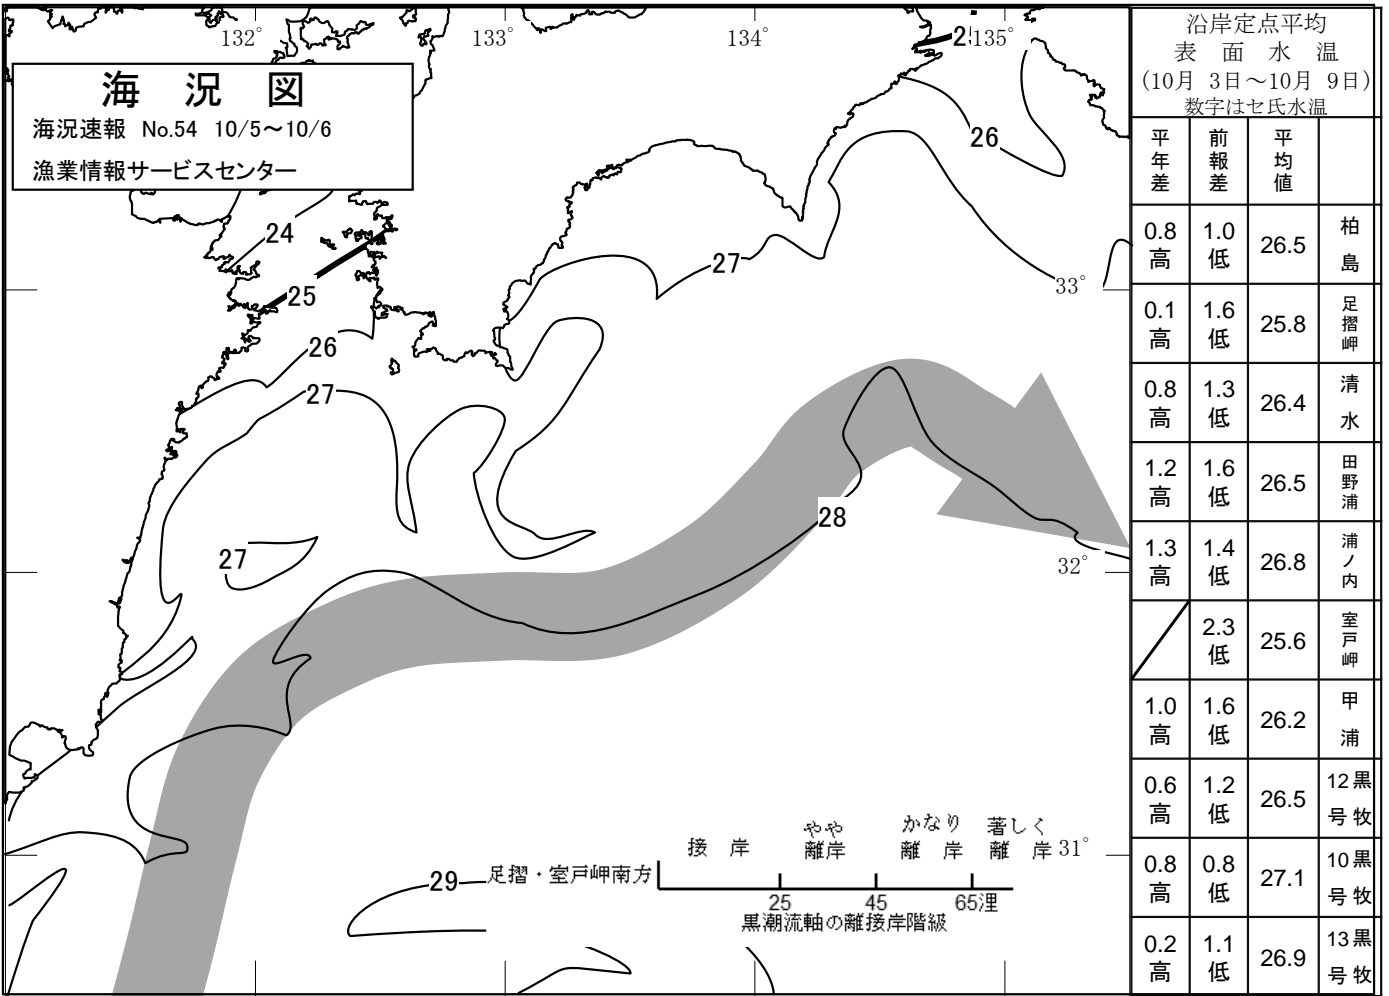 132°
133°
134°
135°
海 況 図
海況速報 No.54 10/5～10/6
漁業情報サービスセンター
26
24
27
25
33°
26
27
28
27
32°
接 岸
やや
離岸
かなり
離 岸
著しく
離 岸
31°
29
足摺・室戸岬南方
25
45
65浬
黒潮流軸の離接岸階級
沿岸定点平均
表 面 水 温
(10月 3日～10月 9日)
数字はセ氏水温
平年差 前報差 平均値
0.8高 1.0低 26.5 柏島
0.1高 1.6低 25.8 足摺岬
0.8高 1.3低 26.4 清水
1.2高 1.6低 26.5 田野浦
1.3高 1.4低 26.8 浦ノ内
2.3低 25.6 室戸岬
1.0高 1.6低 26.2 甲浦
0.6高 1.2低 26.5 黒牧12号
0.8高 0.8低 27.1 黒牧10号
0.2高 1.1低 26.9 黒牧13号